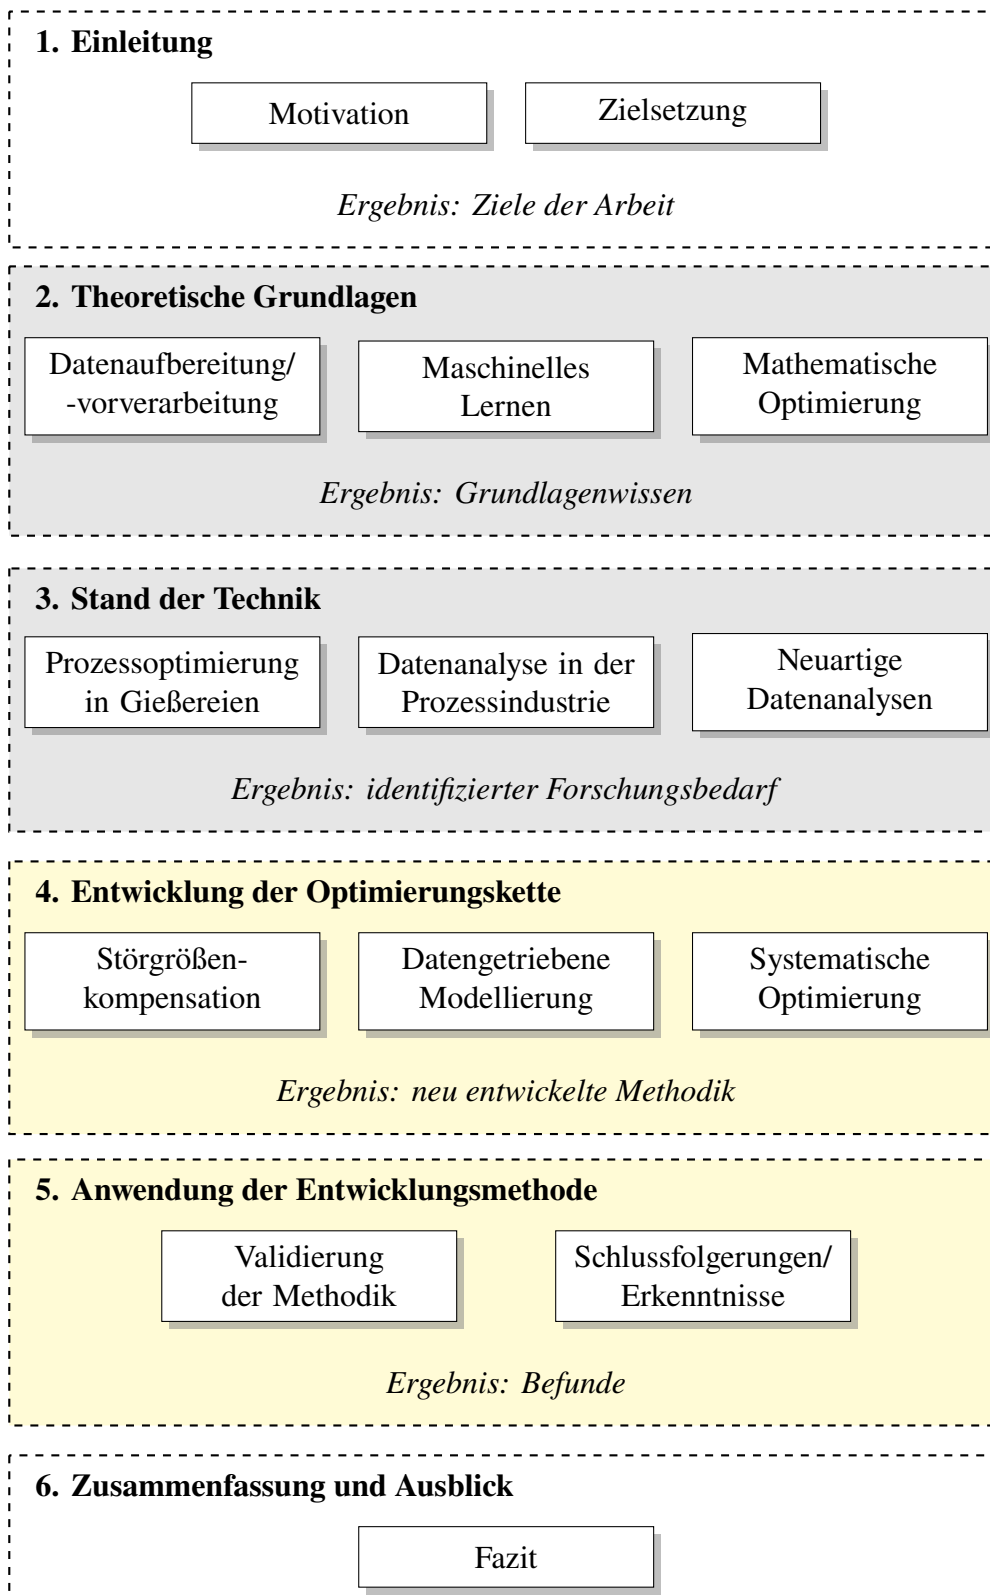 1. Einleitung
Motivation
Zielsetzung
Ergebnis: Ziele der Arbeit
2. Theoretische Grundlagen
Datenaufbereitung/
-vorverarbeitung
Maschinelles
Lernen
Mathematische
Optimierung
Ergebnis: Grundlagenwissen
3. Stand der Technik
Prozessoptimierung
in Gießereien
Datenanalyse in der
Prozessindustrie
Neuartige
Datenanalysen
Ergebnis: identifizierter Forschungsbedarf
4. Entwicklung der Optimierungskette
Störgrößen-
kompensation
Datengetriebene
Modellierung
Systematische
Optimierung
Ergebnis: neu entwickelte Methodik
5. Anwendung der Entwicklungsmethode
Validierung
der Methodik
Schlussfolgerungen/
Erkenntnisse
Ergebnis: Befunde
6. Zusammenfassung und Ausblick
Fazit